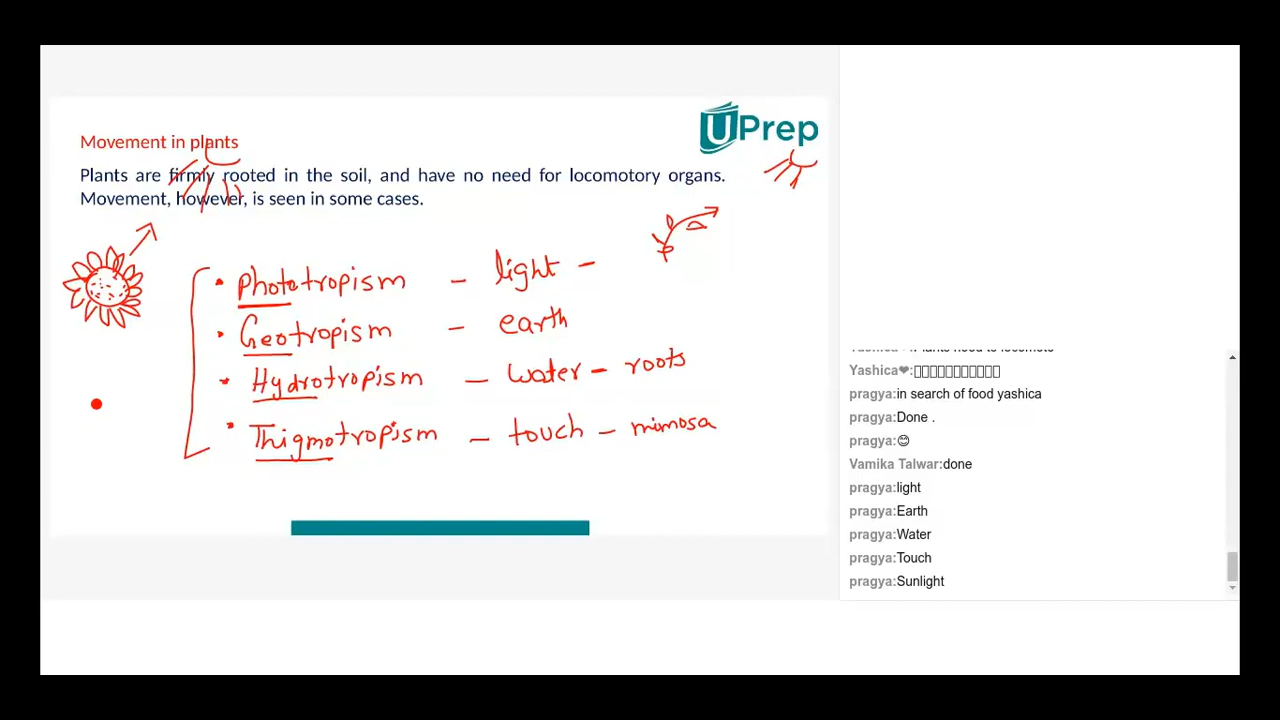 UPrep
Movement in plants
Plants are firmly rooted in the soil, and have no need for locomotory organs.
Movement, however, is seen in some cases.
• Phototropism - light -
• Geotropism - earth
• Hydrotropism - water - roots
• Thigmotropism - touch - mimosa
pragya:in search of food yashica
pragya:Done .
pragya:😊
Vamika Talwar:done
pragya:light
pragya:Earth
pragya:Water
pragya:Touch
pragya:Sunlight